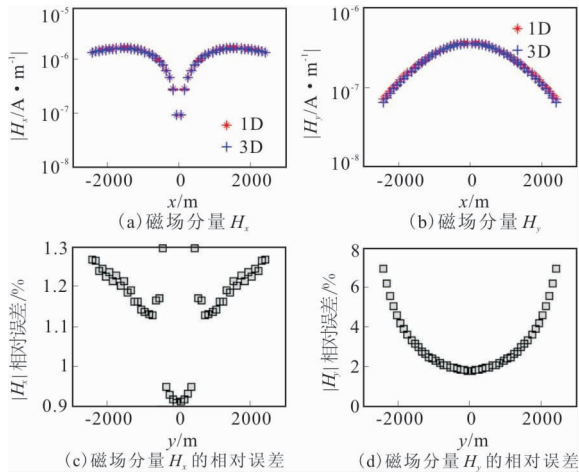 10⁻⁵
10⁻⁶
10⁻⁷
10⁻⁸
|Hₓ/A·m⁻¹|
1D
3D
-2000 0 2000
x/m
(a)磁场分量 Hₓ
10⁻⁶
10⁻¹
|Hᵧ/A·m⁻¹|
1D
3D
-2000 0 2000
x/m
(b)磁场分量 Hᵧ
1.3
1.2
1.1
1
0.9
|Hₓ|相对误差/%
-2000 0 2000
y/m
(c)磁场分量 Hₓ 的相对误差
8
6
4
2
0
|Hᵧ|相对误差/%
-2000 0 2000
y/m
(d)磁场分量 Hᵧ 的相对误差